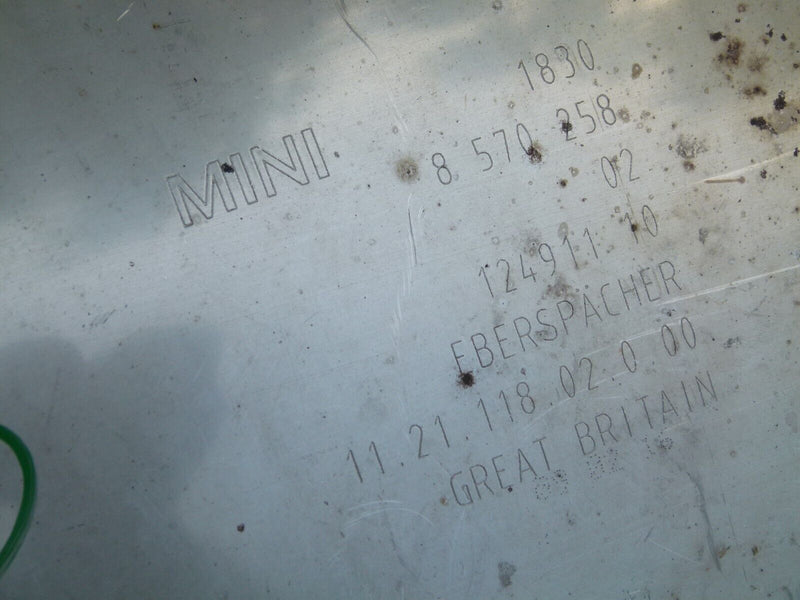 1830
MINI
8 570 258
02
124911 10
EBERSPACHER
11.21.118.02.0.00
GREAT BRITAIN